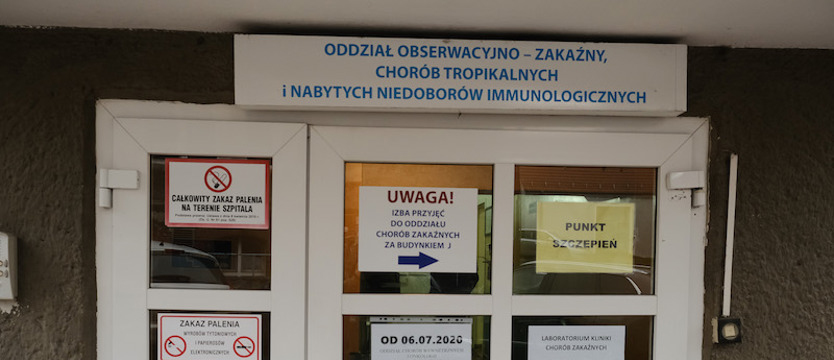 ODDZIAŁ OBSERWACYJNO – ZAKAŹNY,
CHORÓB TROPIKALNYCH
i NABYTYCH NIEDOBORÓW IMMUNOLOGICZNYCH
CAŁKOWITY ZAKAZ PALENIA
NA TERENIE SZPITALA
UWAGA!
IZBA PRZYJĘĆ
DO ODDZIAŁU
CHORÓB ZAKAŹNYCH
ZA BUDYNKIEM J
PUNKT
SZCZEPIEŃ
ZAKAZ PALENIA
WYROBÓW TYTONIOWYCH
I PAPIEROSÓW
ELEKTRONICZNYCH
OD 06.07.2020
LABORATORIUM KLINIKI
CHORÓB ZAKAŹNYCH